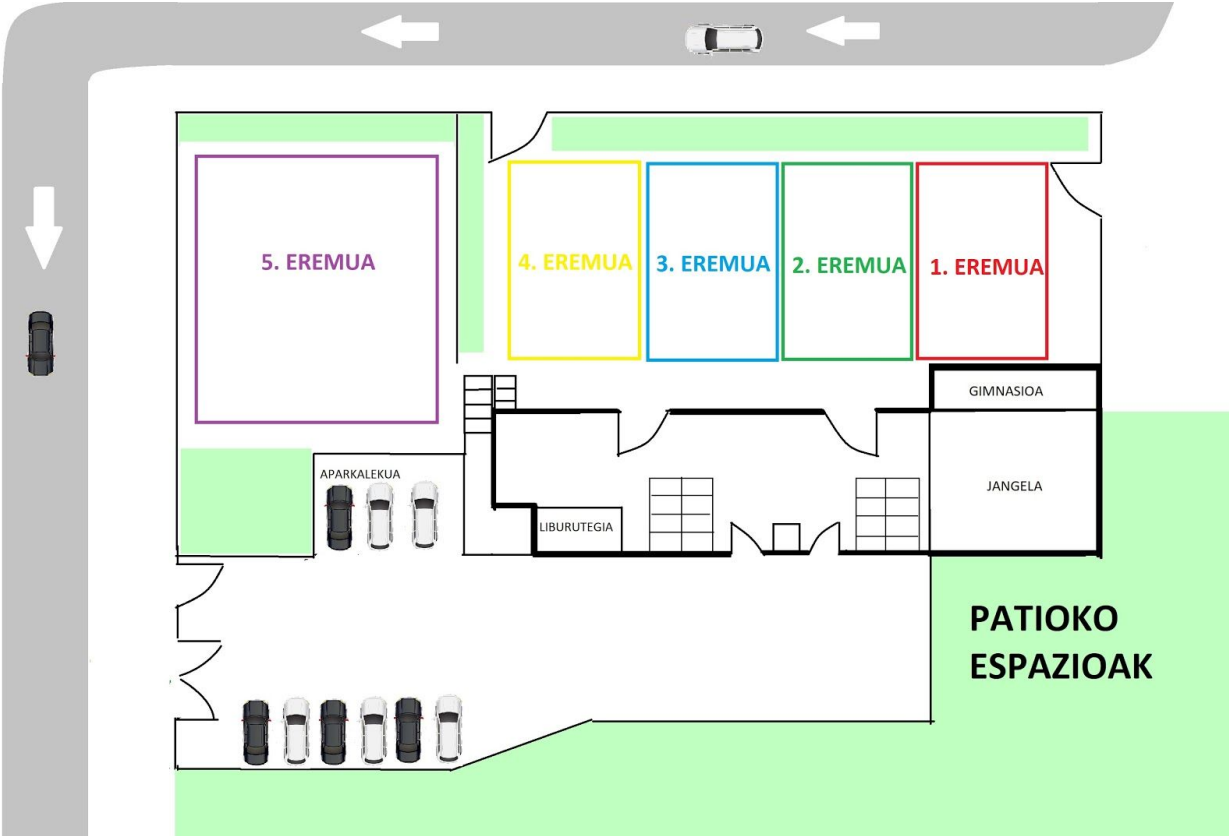 5. EREMUA
4. EREMUA
3. EREMUA
2. EREMUA
1. EREMUA
GIMNASIOA
APARKALEKUA
JANGELA
LIBURUTEGIA
PATIOKO
ESPAZIOAK